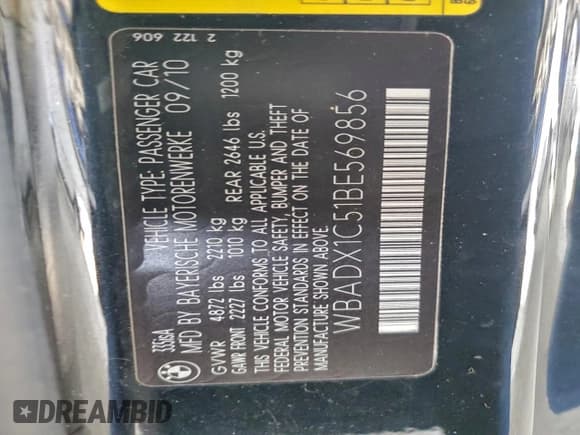 2 122 606
333sA VEHICLE TYPE: PASSENGER CAR
MFD BY BAYERISCHE MOTORENWERKE 09/10
GVWR 4872 lbs 2210 kg
GAWR FRONT 2227 lbs 1010 kg REAR 2646 lbs 1200 kg
THIS VEHICLE CONFORMS TO ALL APPLICABLE U.S.
FEDERAL MOTOR VEHICLE SAFETY, BUMPER AND THEFT
PREVENTION STANDARDS IN EFFECT ON THE DATE OF
MANUFACTURE SHOWN ABOVE.
WBADX1C51BE569856
DREAMBID